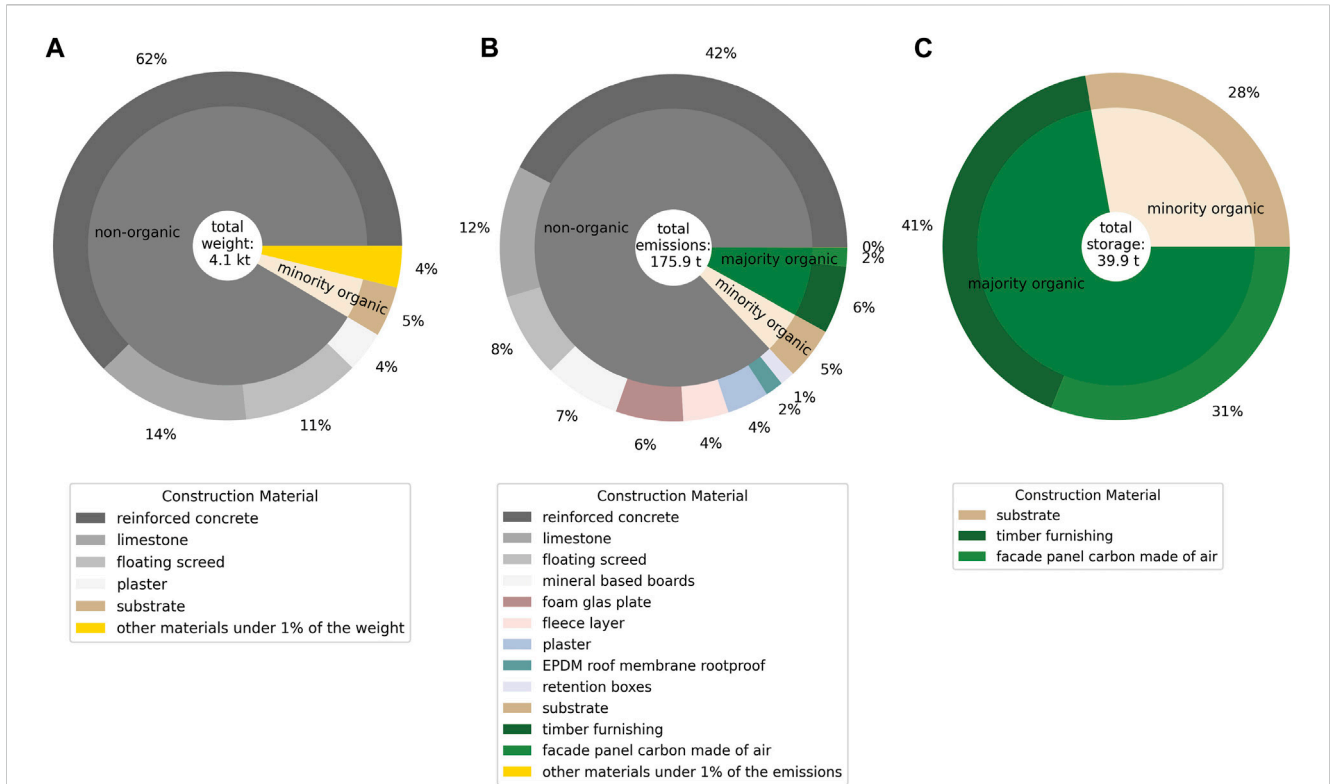 A
62%
non-organic
total
weight:
4.1 kt
minority organic
4%
5%
4%
11%
14%
Construction Material
reinforced concrete
limestone
floating screed
plaster
substrate
other materials under 1% of the weight
B
42%
12%
non-organic
total
emissions:
175.9 t
majority organic
minority organic
0%
2%
6%
5%
1%
2%
4%
4%
6%
7%
8%
Construction Material
reinforced concrete
limestone
floating screed
mineral based boards
foam glas plate
fleece layer
plaster
EPDM roof membrane rootproof
retention boxes
substrate
timber furnishing
facade panel carbon made of air
other materials under 1% of the emissions
C
28%
minority organic
41%
total
storage:
39.9 t
majority organic
31%
Construction Material
substrate
timber furnishing
facade panel carbon made of air